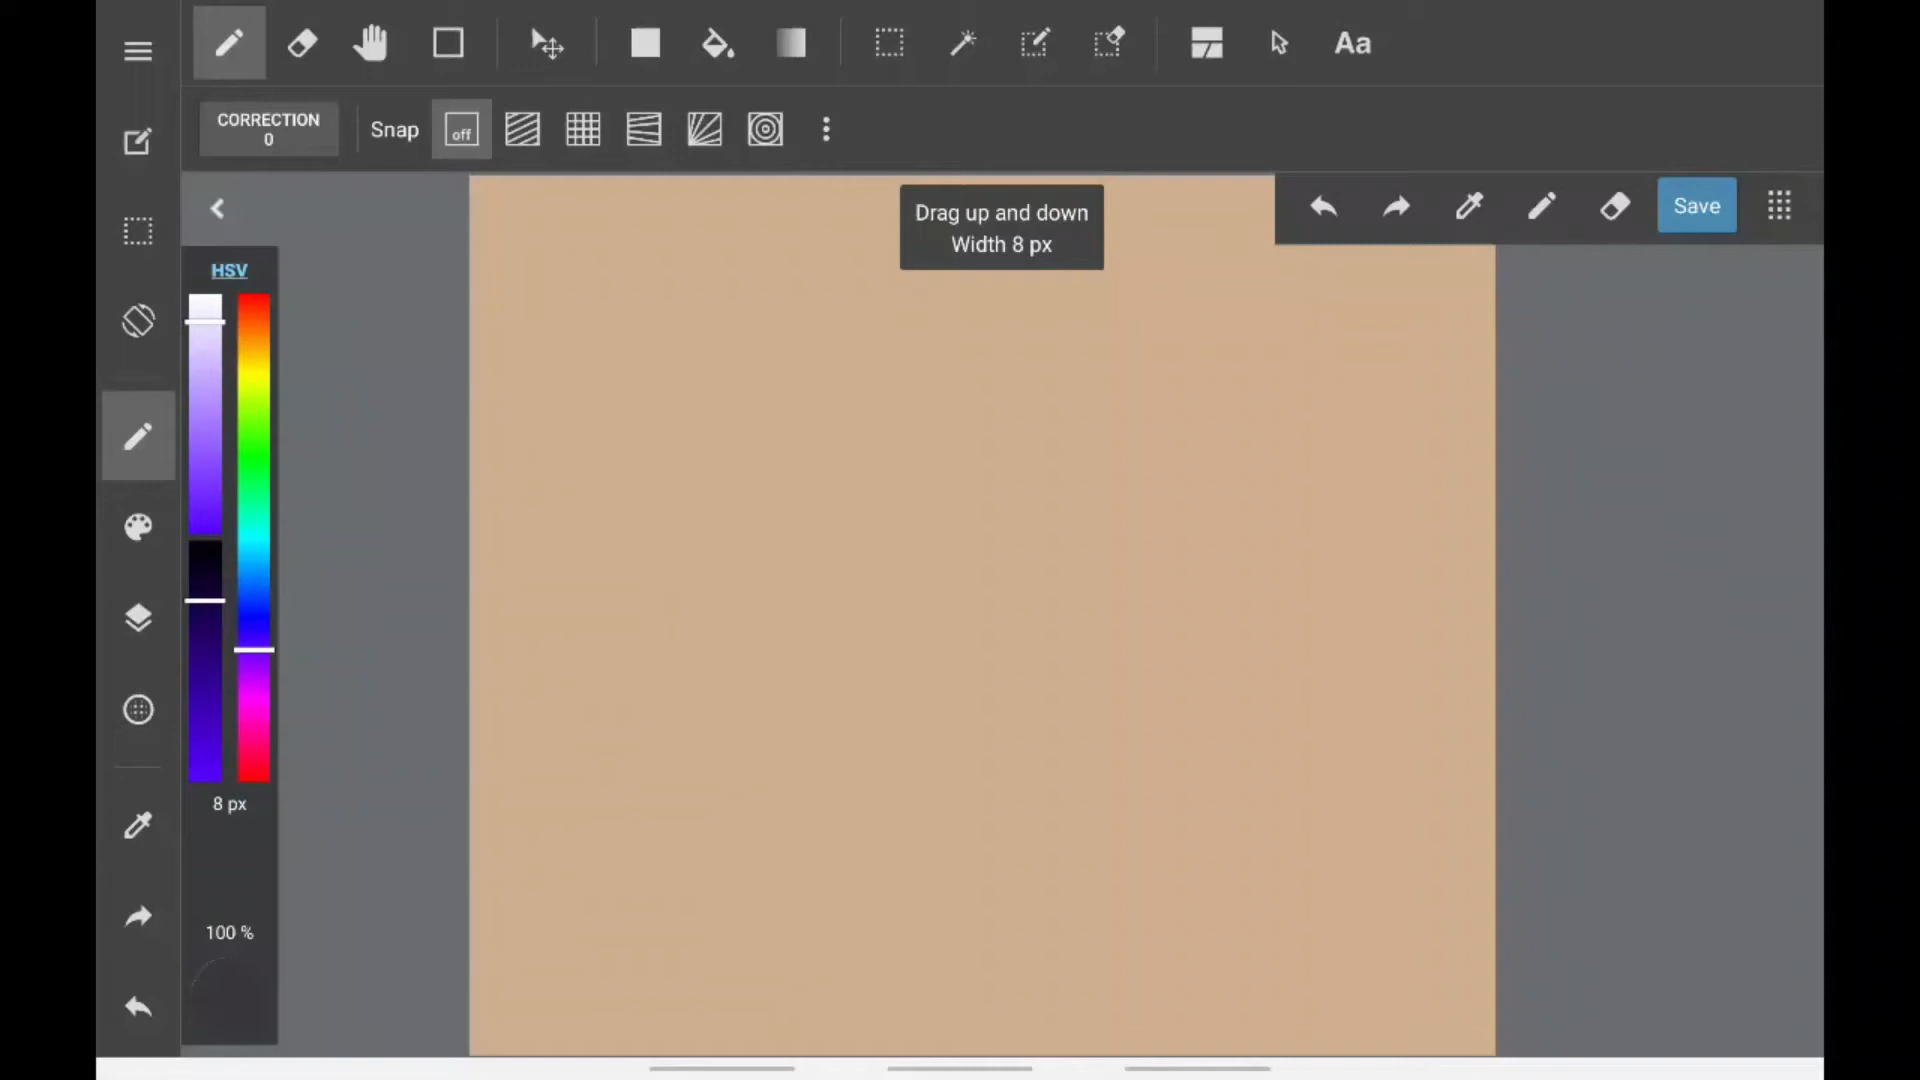 Aa
CORRECTION
0
Snap
off
Drag up and down
Width 8 px
Save
HSV
8 px
100 %